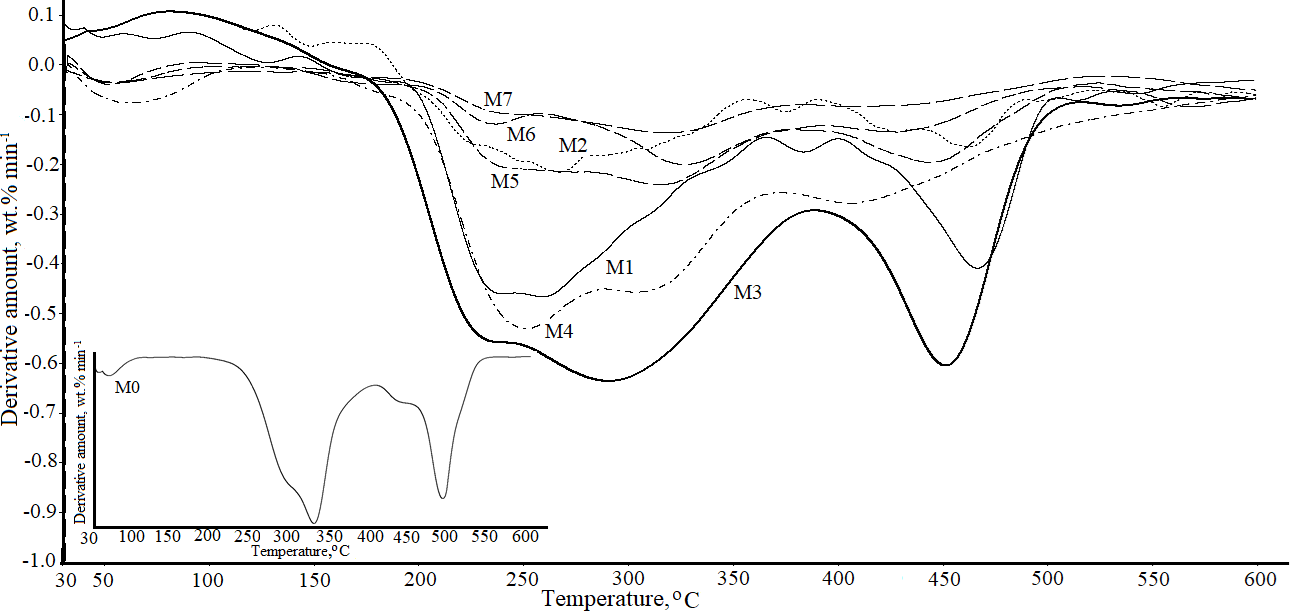 0.1
0.0
-0.1
-0.2
-0.3
-0.4
-0.5
-0.6
-0.7
-0.8
-0.9
-1.0
Derivative amount, wt.% min-1
M7
M6
M2
M5
M1
M3
M4
M0
Derivative amount, wt.% min-1
30 100 150 200 250 300 350 400 450 500 550 600
Temperature,oC
30 50 100 150 200 250 300 350 400 450 500 550 600
Temperature,oC